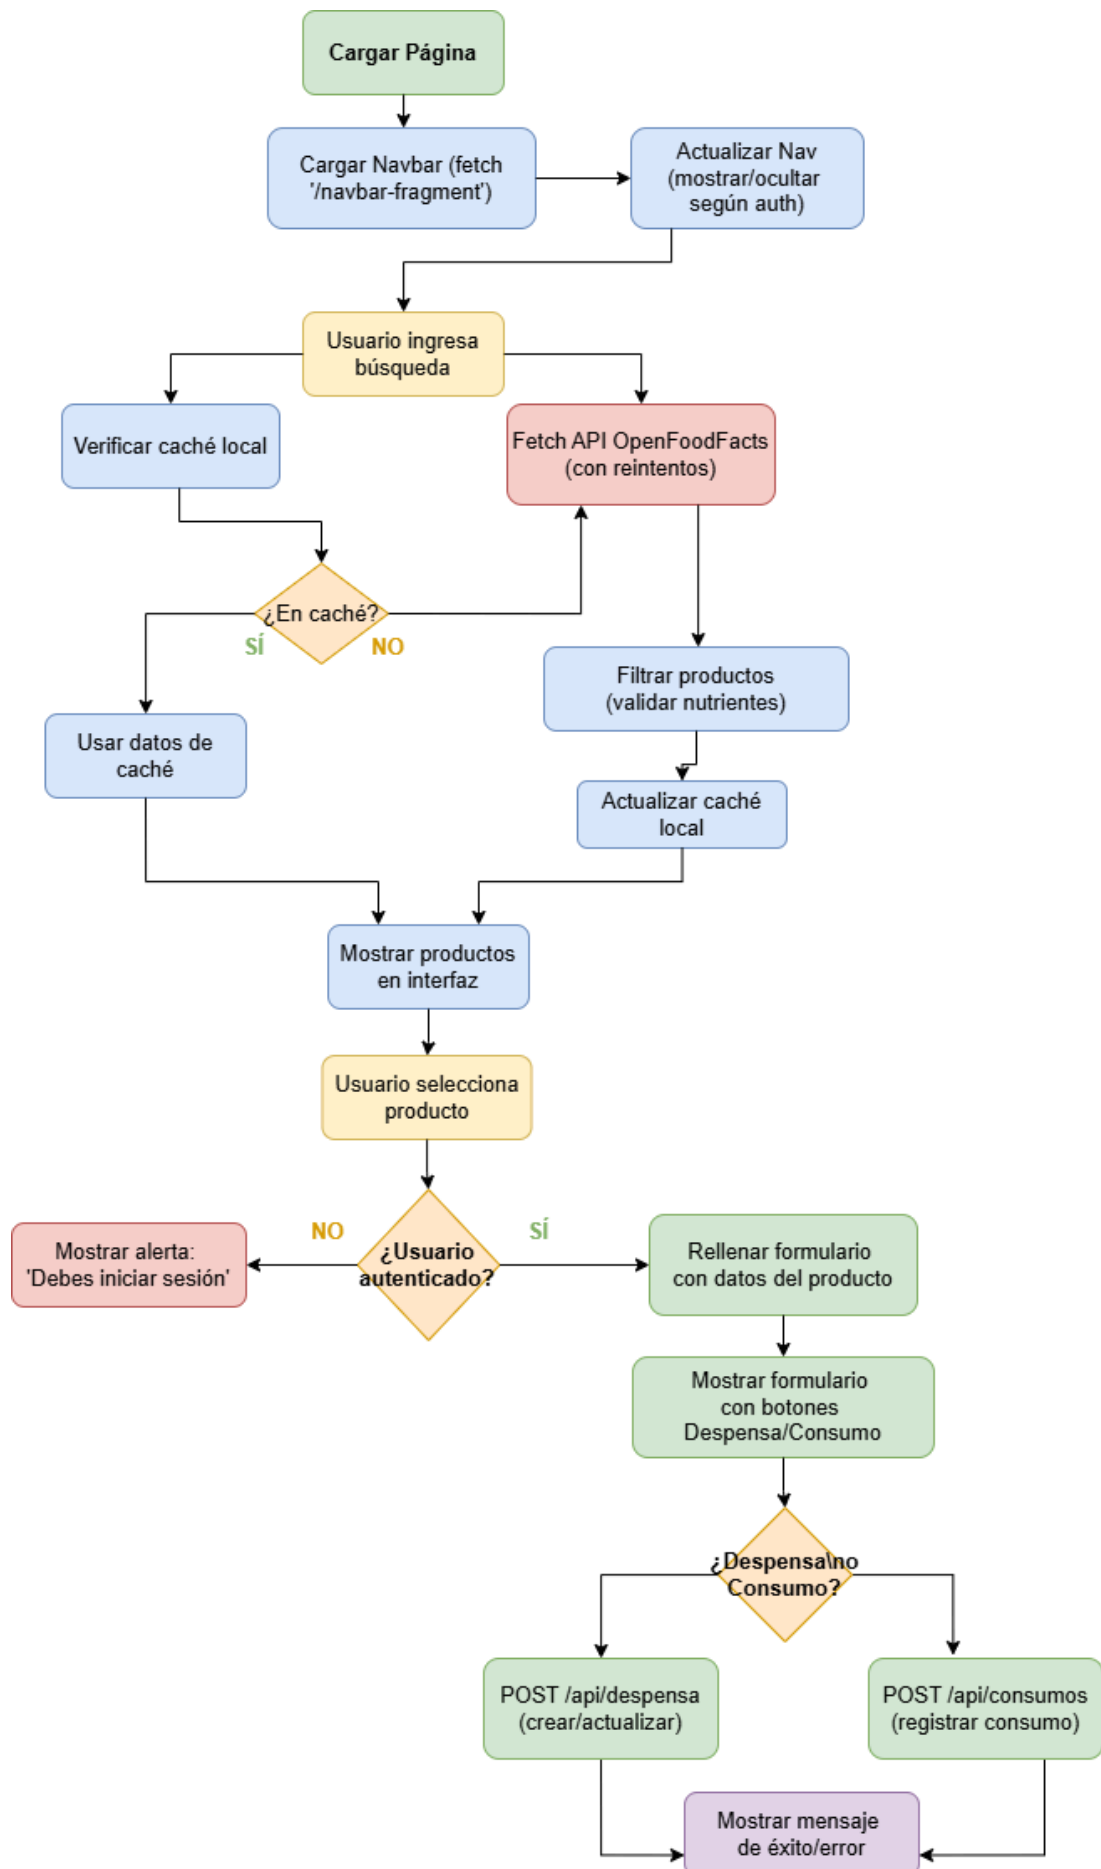 Cargar Página
Cargar Navbar (fetch
'/navbar-fragment')
Actualizar Nav
(mostrar/ocultar
según auth)
Usuario ingresa
búsqueda
Verificar caché local
Fetch API OpenFoodFacts
(con reintentos)
¿En caché?
SÍ
NO
Filtrar productos
(validar nutrientes)
Usar datos de
caché
Actualizar caché
local
Mostrar productos
en interfaz
Usuario selecciona
producto
NO
SÍ
Mostrar alerta:
'Debes iniciar sesión'
¿Usuario
autenticado?
Rellenar formulario
con datos del producto
Mostrar formulario
con botones
Despensa/Consumo
¿Despensa\no
Consumo?
POST /api/despensa
(crear/actualizar)
POST /api/consumos
(registrar consumo)
Mostrar mensaje
de éxito/error